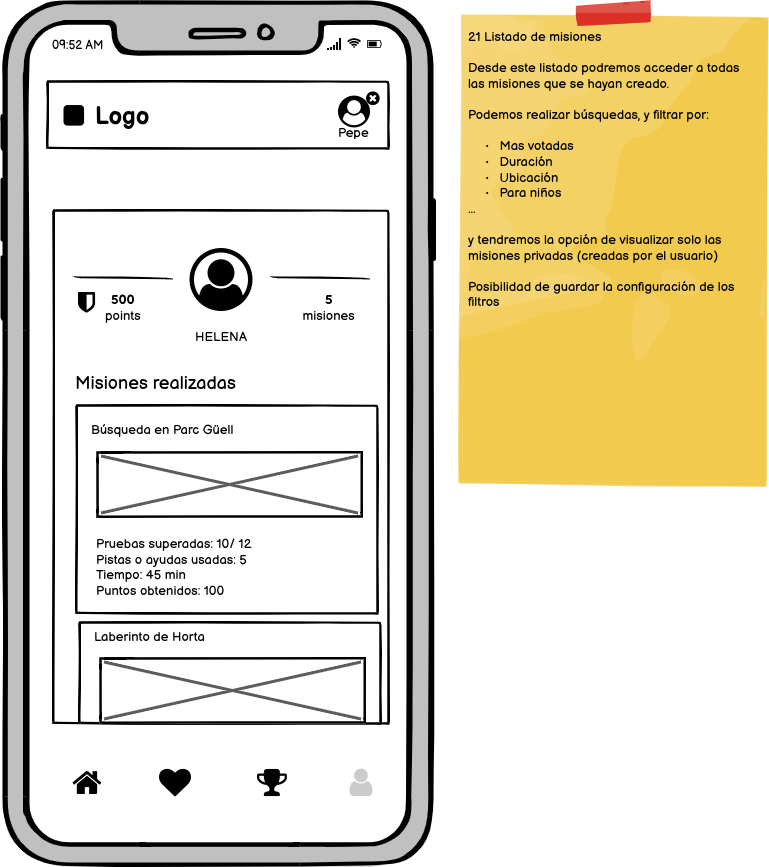 09:52 AM
Logo
Pepe
500
points
5
misiones
HELENA
Misiones realizadas
Búsqueda en Parc Güell
Pruebas superadas: 10/ 12
Pistas o ayudas usadas: 5
Tiempo: 45 min
Puntos obtenidos: 100
Laberinto de Horta
21 Listado de misiones
Desde este listado podremos acceder a todas
las misiones que se hayan creado.
Podemos realizar búsquedas, y filtrar por:
• Mas votadas
• Duración
• Ubicación
• Para niños
...
y tendremos la opción de visualizar solo las
misiones privadas (creadas por el usuario)
Posibilidad de guardar la configuración de los
filtros